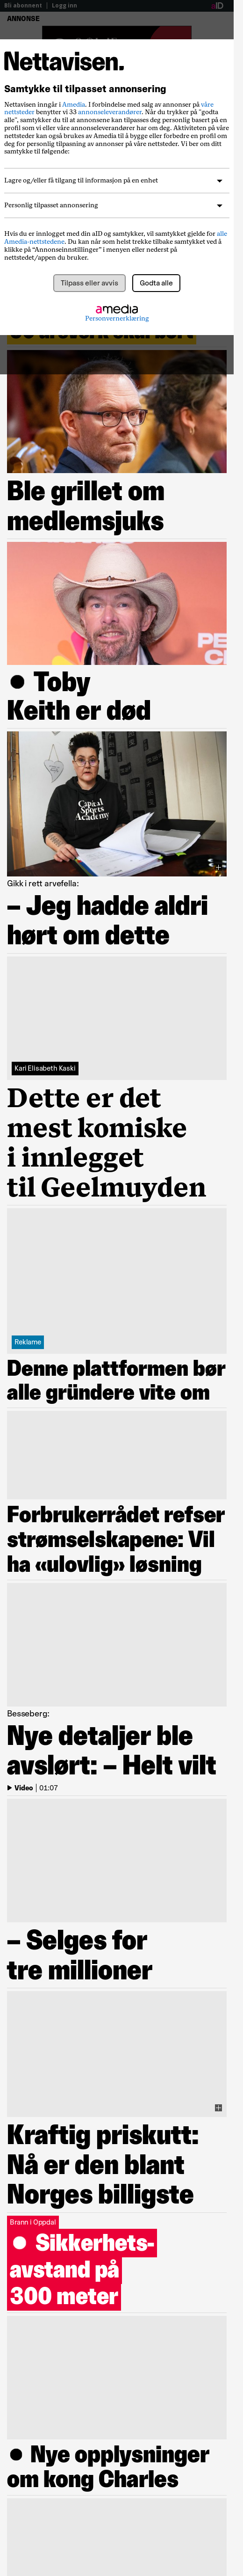 Bli abonnent | Logg inn
ANNONSE
Nettavisen.
Samtykke til tilpasset annonsering
Nettavisen inngår i Amedia. I forbindelse med salg av annonser på våre
nettsteder benytter vi 33 annonseleverandører. Når du trykker på "godta
alle", samtykker du til at annonsører kan tilpasse deg personlig basert en
profil som vi eller våre annonseleverandører har om deg. Aktiviteten på våre
nettsteder kan også brukes av Amedia til å bygge eller forbedre en profil om
deg for personlig tilpasning av annonser på våre nettsteder. Vi ber om ditt
samtykke til følgende:
Lagre og/eller få tilgang til informasjon på en enhet
Personlig tilpasset annonsering
Hvis du er innlogget med din aID og samtykker, vil samtykket gjelde for alle
Amedia-nettstedene. Du kan når som helst trekke tilbake samtykket ved å
klikke på “Annonseinnstillinger” i menyen eller nederst på
nettstedet/appen du bruker.
Tilpass eller avvis
Godta alle
amedia
Personvernerklæring
Ble grillet om
medlemsjuks
● Toby
Keith er død
Capital
Sports
Academy
Gikk i rett arvefella:
– Jeg hadde aldri
hørt om dette
Kari Elisabeth Kaski
Dette er det
mest komiske
i innlegget
til Geelmuyden
Reklame
Denne plattformen bør
alle gründere vite om
Forbrukerrådet refser
strømselskapene: Vil
ha «ulovlig» løsning
Besseberg:
Nye detaljer ble
avslørt: – Helt vilt
Video | 01:07
– Selges for
tre millioner
Kraftig priskutt:
Nå er den blant
Norges billigste
Brann i Oppdal
● Sikkerhets-
avstand på
300 meter
● Nye opplysninger
om kong Charles